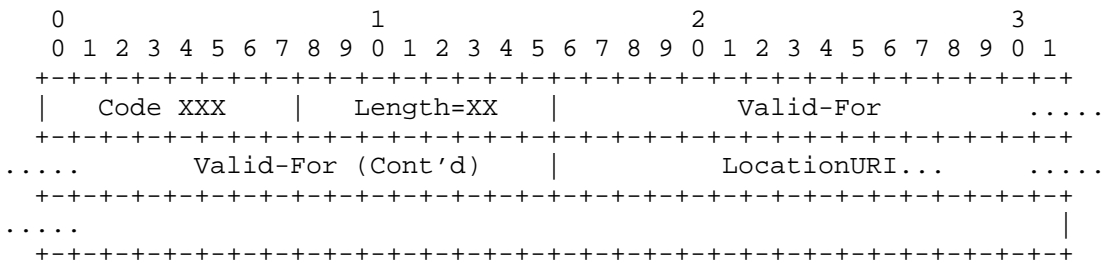 0                   1                   2                   3
 0 1 2 3 4 5 6 7 8 9 0 1 2 3 4 5 6 7 8 9 0 1 2 3 4 5 6 7 8 9 0 1
+-+-+-+-+-+-+-+-+-+-+-+-+-+-+-+-+-+-+-+-+-+-+-+-+-+-+-+-+-+-+-+-+
|   Code XXX    |   Length=XX   |           Valid-For         .....
+-+-+-+-+-+-+-+-+-+-+-+-+-+-+-+-+-+-+-+-+-+-+-+-+-+-+-+-+-+-+-+-+
.....       Valid-For (Cont’d)    |          LocationURI...     .....
+-+-+-+-+-+-+-+-+-+-+-+-+-+-+-+-+-+-+-+-+-+-+-+-+-+-+-+-+-+-+-+-+
.....                                                             |
+-+-+-+-+-+-+-+-+-+-+-+-+-+-+-+-+-+-+-+-+-+-+-+-+-+-+-+-+-+-+-+-+